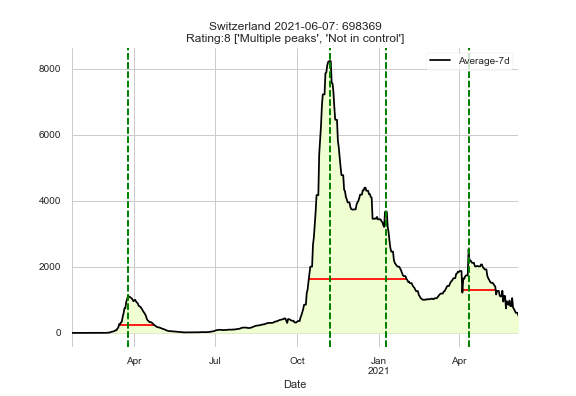 Switzerland 2021-06-07: 698369
Rating:8 ['Multiple peaks', 'Not in control']
Average-7d
8000
6000
4000
2000
0
Apr
Jul
Oct
Jan
2021
Apr
Date